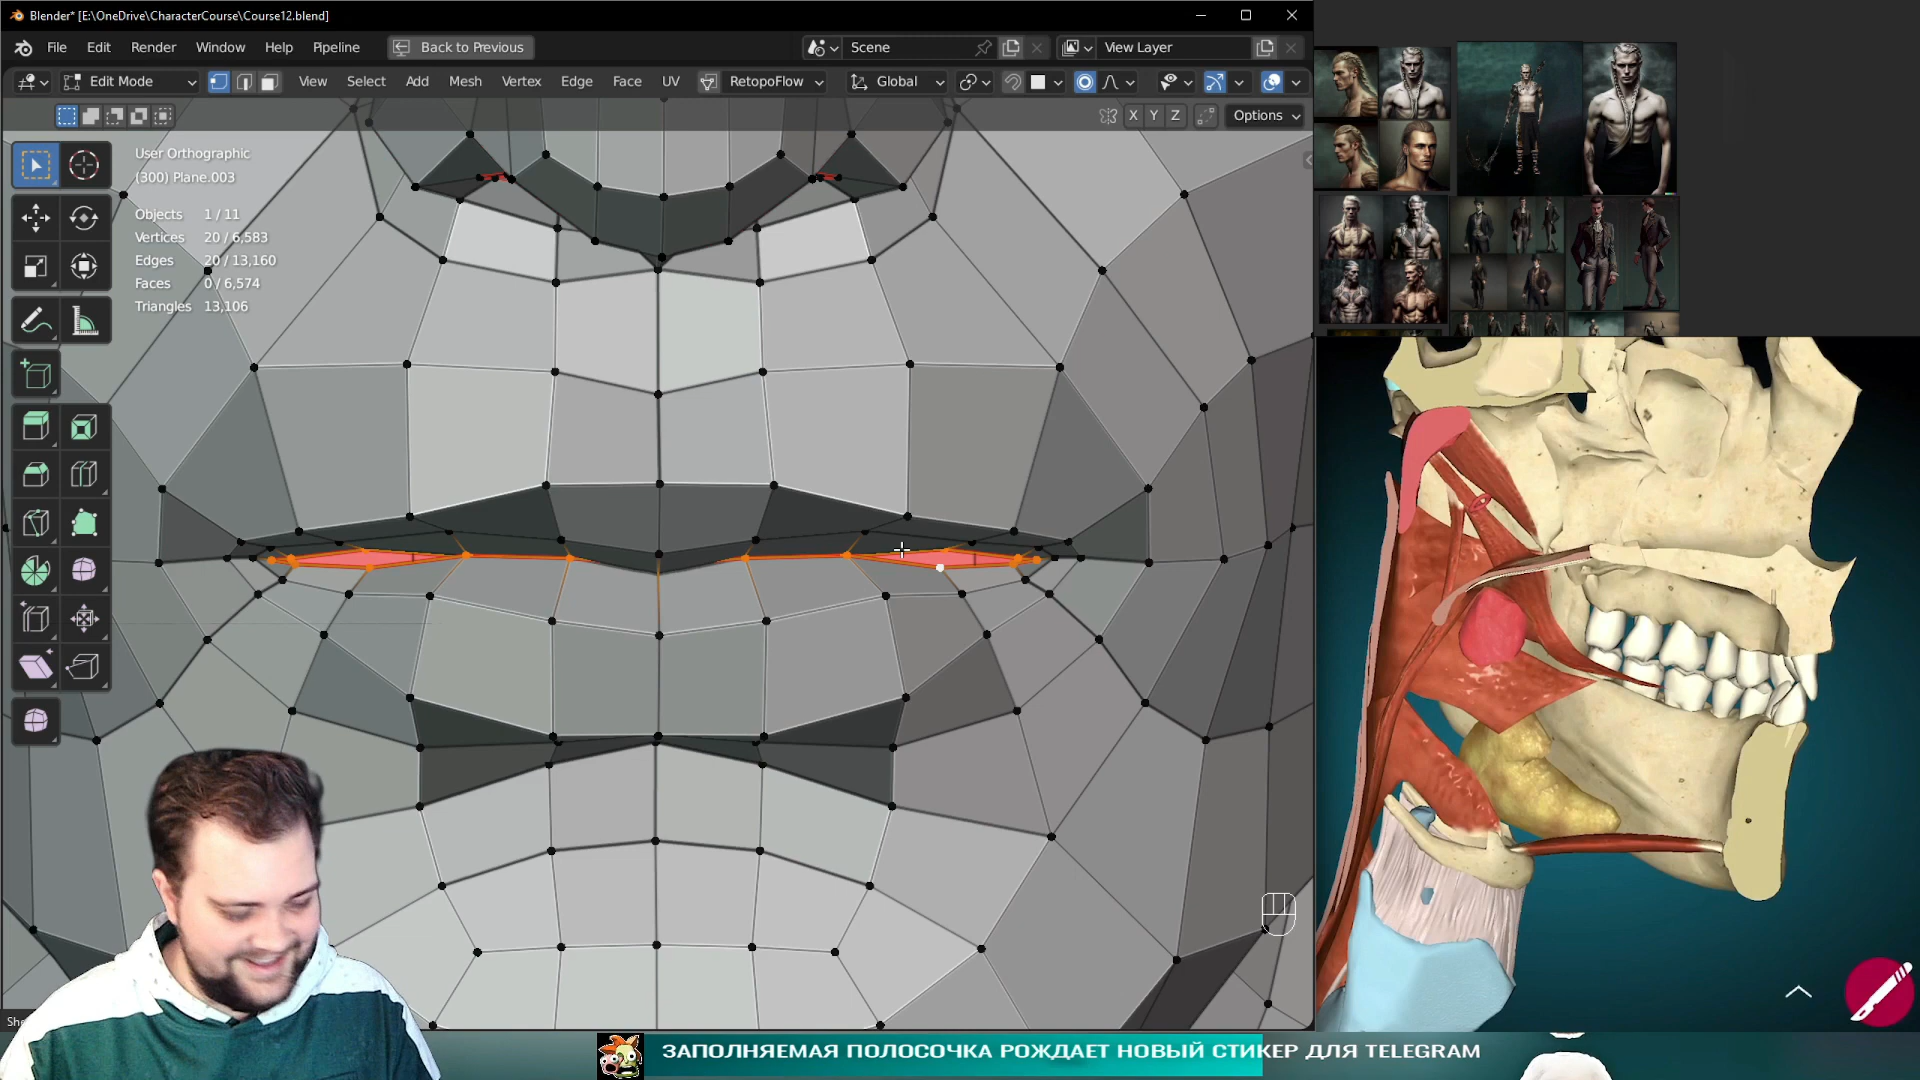 Blender* [E:\OneDrive\CharacterCourse\Course12.blend]
File Edit Render Window Help Pipeline Back to Previous Scene View Layer
Edit Mode View Select Add Mesh Vertex Edge Face UV RetopoFlow Global
X Y Z Options
User Orthographic
(300) Plane.003
Objects 1 / 11
Vertices 20 / 6,583
Edges 20 / 13,160
Faces 0 / 6,574
Triangles 13,106
ЗАПОЛНЯЕМАЯ ПОЛОСОЧКА РОЖДАЕТ НОВЫЙ СТИКЕР ДЛЯ TELEGRAM